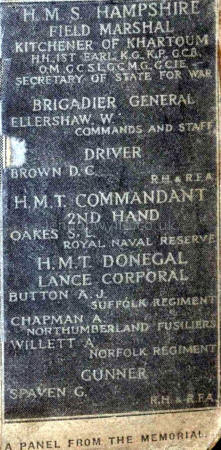 H.M.S. HAMPSHIRE
FIELD MARSHAL
KITCHENER OF KHARTOUM
H.H. 1ST EARL, K.G. K.P. G.C.B.
O.M. G.C.S.I. G.C.M.G. G.C.I.E.
SECRETARY OF STATE FOR WAR
BRIGADIER GENERAL
ELLERSHAW, W.
COMMANDS AND STAFF
DRIVER
BROWN D. C.
R.H & R.F.A.
H.M.T. COMMANDANT
2ND HAND
OAKES S. L.
ROYAL NAVAL RESERVE
H.M.T. DONEGAL
LANCE CORPORAL
BUTTON A. J.
SUFFOLK REGIMENT
CHAPMAN A.
NORTHUMBERLAND FUSILIERS
WILLETT A.
NORFOLK REGIMENT
GUNNER
SPAVEN G.
R.H. & R.F.A.
A PANEL FROM THE MEMORIAL.